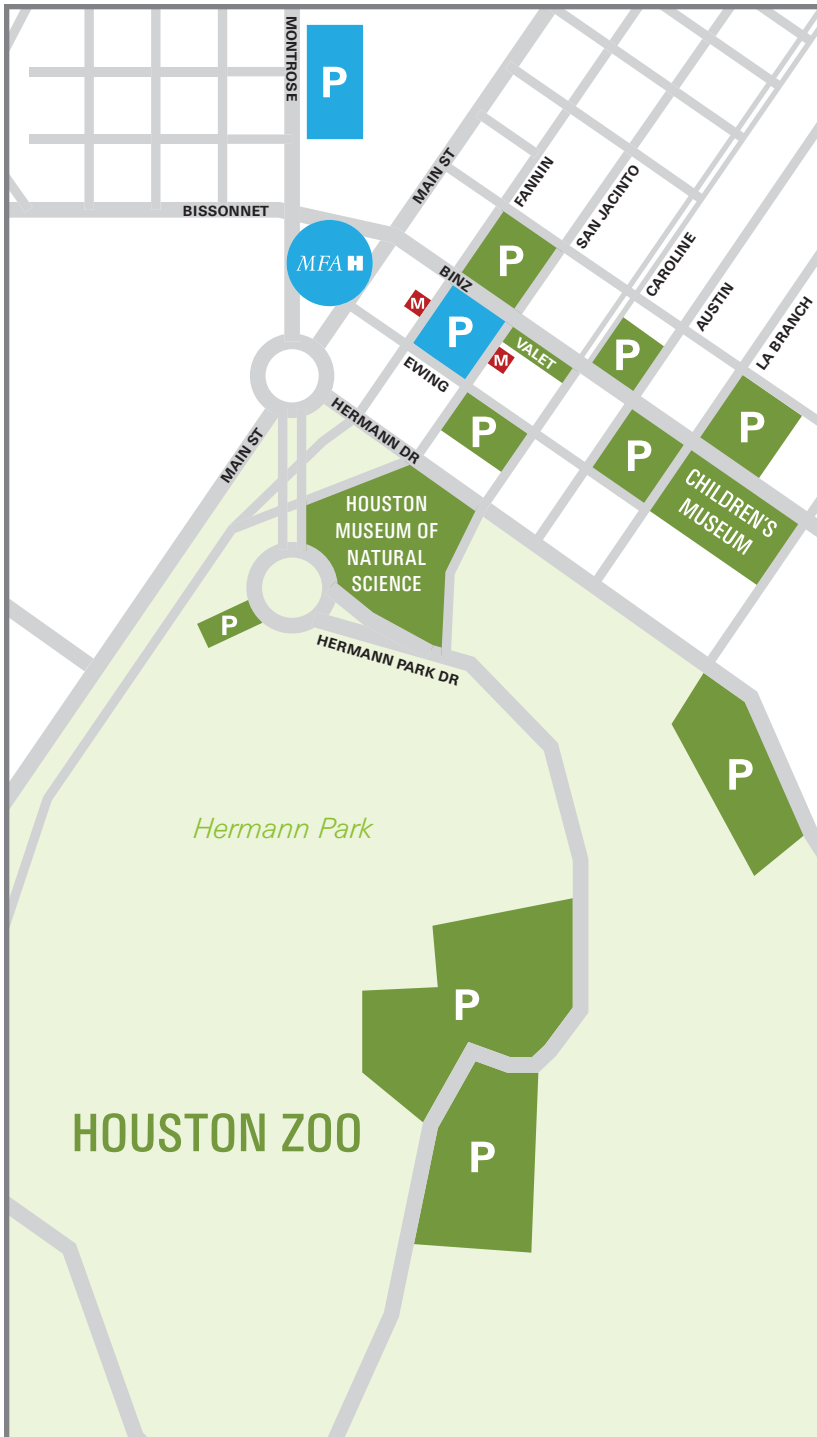 MONTROSE
P
MAIN ST
FANNIN
SAN JACINTO
BISSONNET
CAROLINE
MFAH
BINZ
P
AUSTIN
M
P
LA BRANCH
VALET
M
P
EWING
HERMANN DR
P
P
P
MAIN ST
CHILDREN'S
MUSEUM
HOUSTON
MUSEUM OF
NATURAL
SCIENCE
P
HERMANN PARK DR
P
Hermann Park
P
HOUSTON ZOO
P